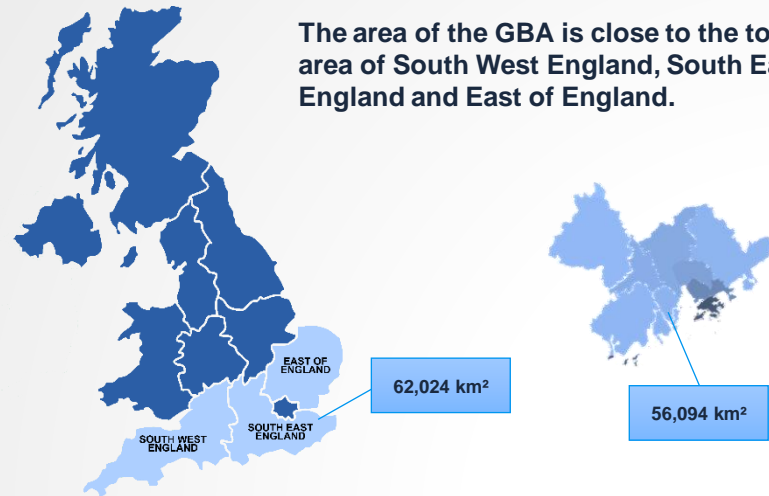 The area of the GBA is close to the to
area of South West England, South Ea
England and East of England.
EAST OF
ENGLAND
62,024 km²
SOUTH WEST
ENGLAND
SOUTH EAST
ENGLAND
56,094 km²